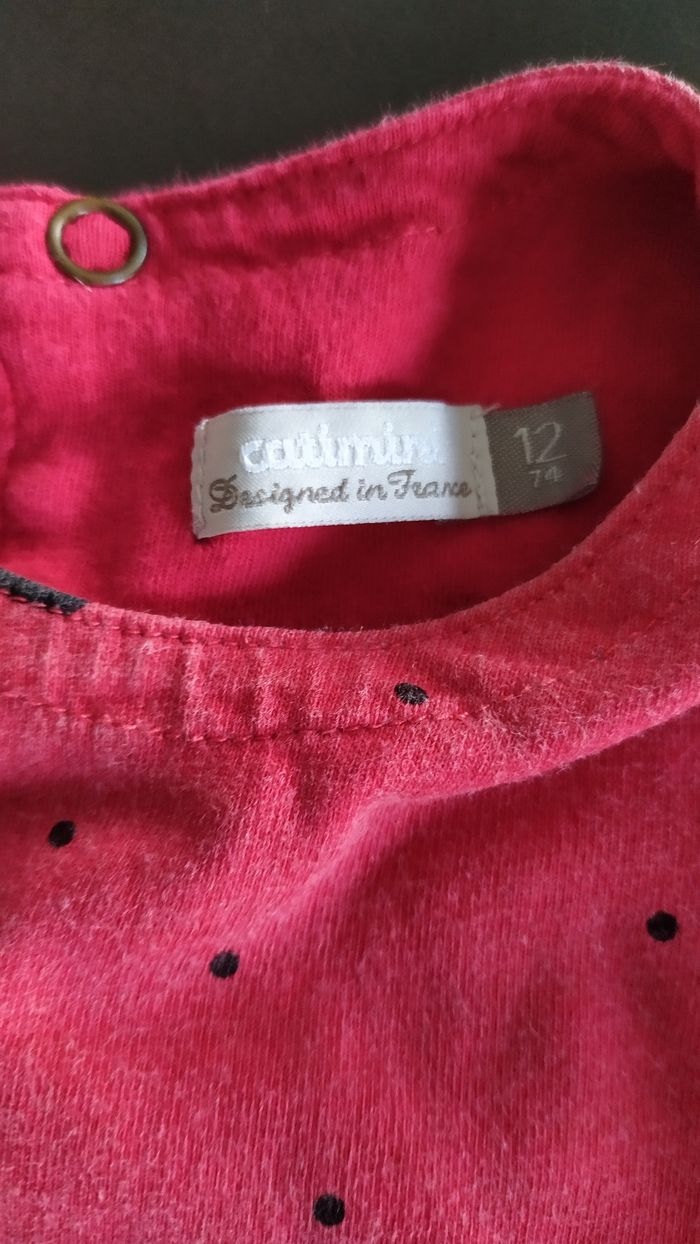 catimini
Designed in France
12
74